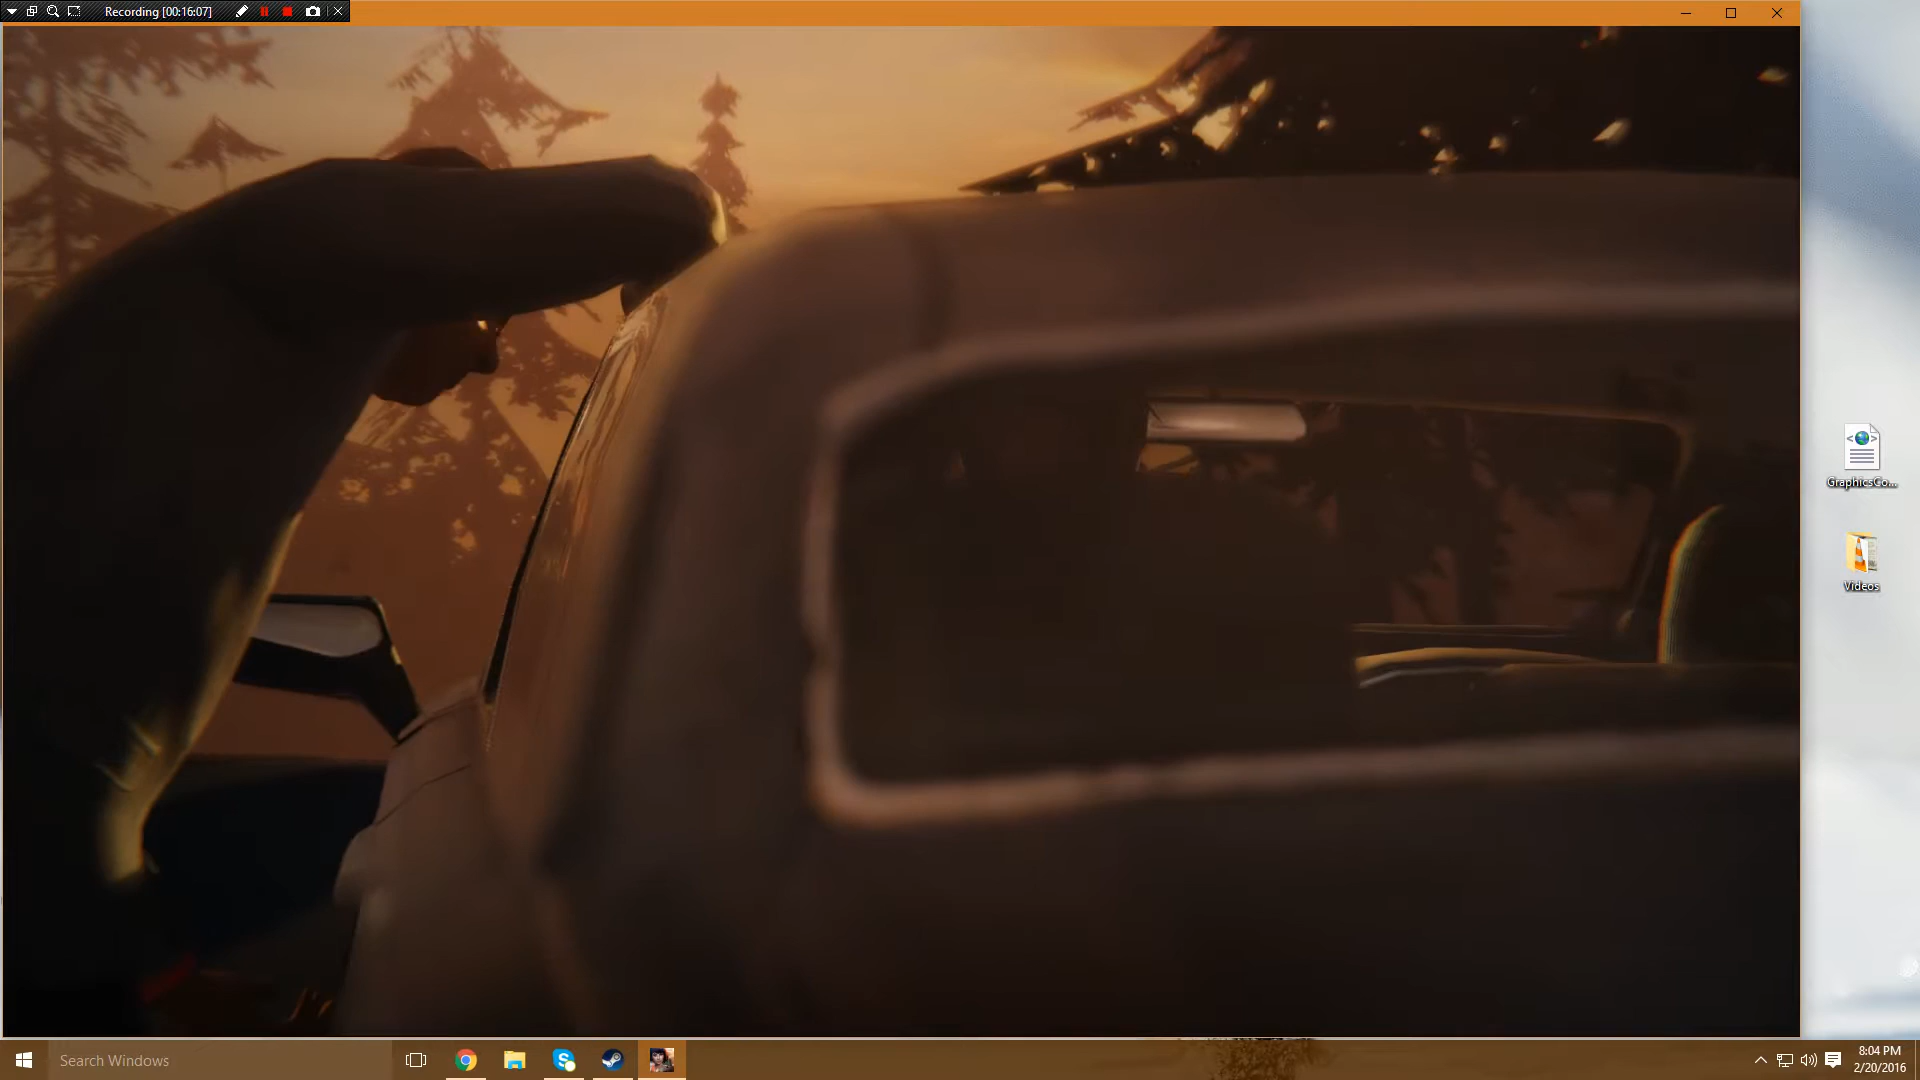 Recording [00:16:07]
GraphicsCo...
Videos
Search Windows
8:04 PM
2/20/2016